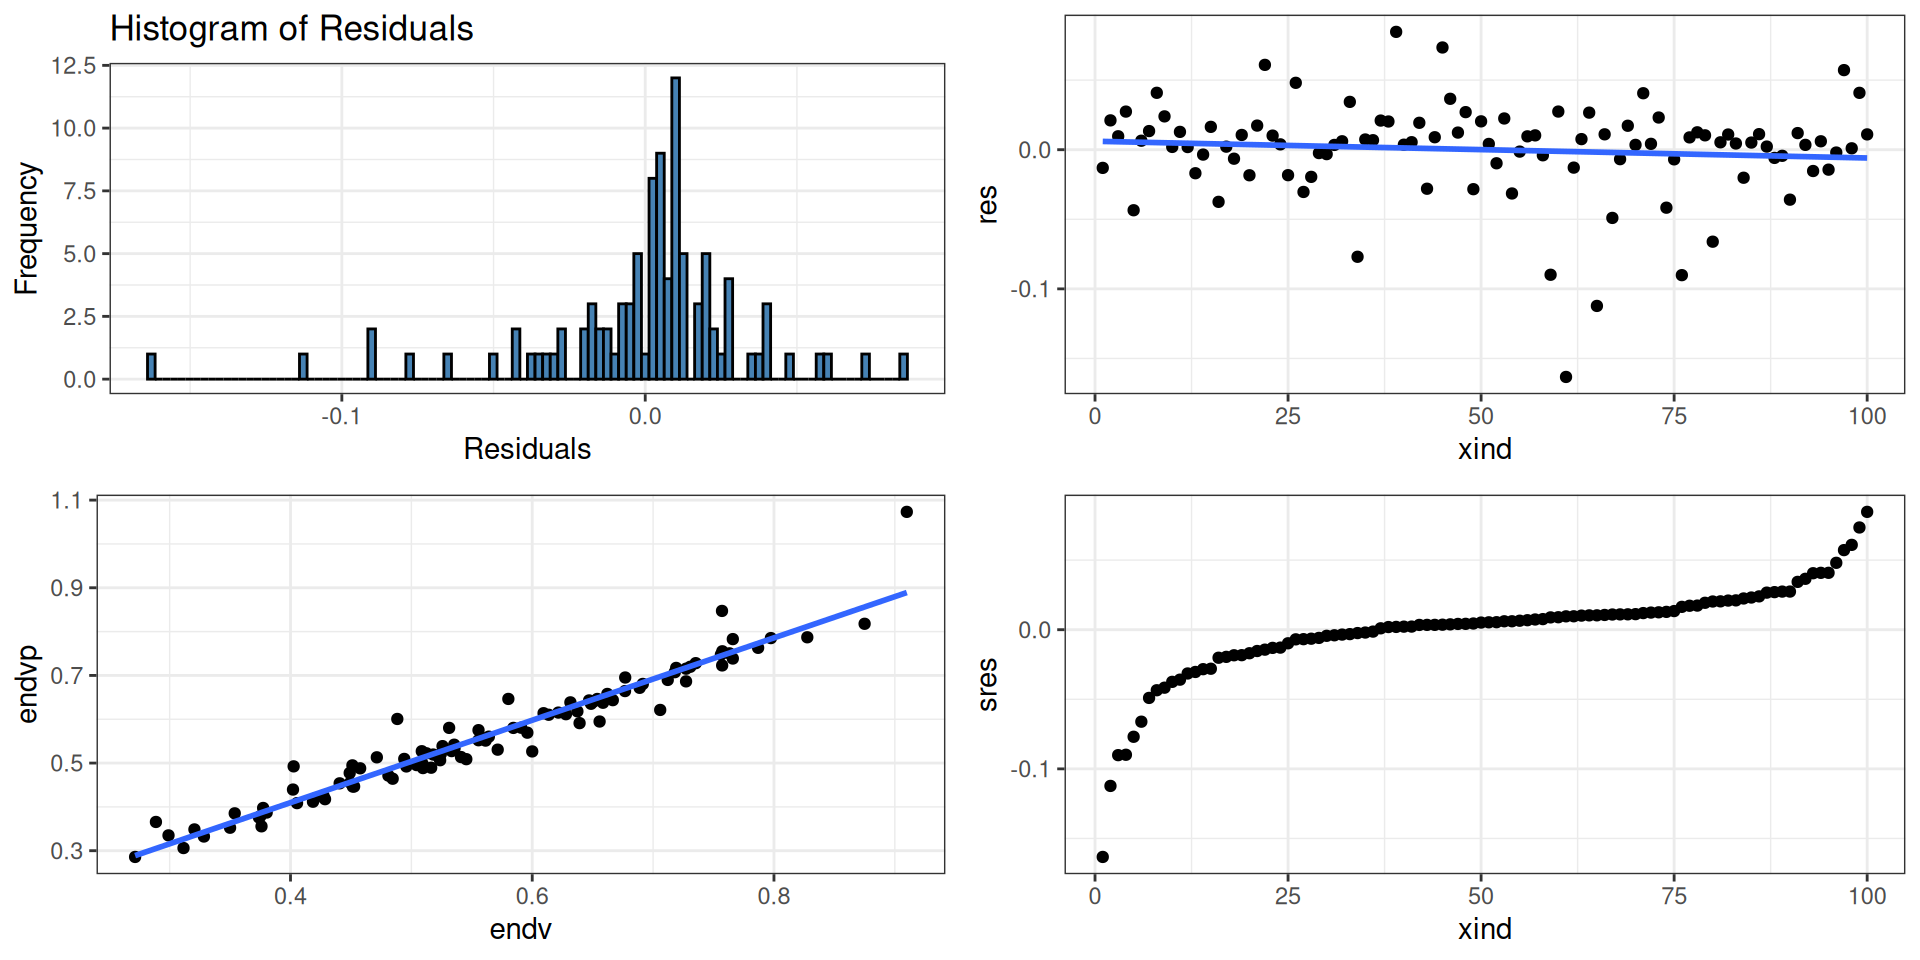 Histogram of Residuals
12.5
10.0
7.5
5.0
2.5
0.0
Frequency
-0.1 0.0
Residuals
0.0
-0.1
res
0 25 50 75 100
xind
1.1
0.9
0.7
0.5
0.3
endvp
0.4 0.6 0.8
endv
0.0
-0.1
sres
0 25 50 75 100
xind